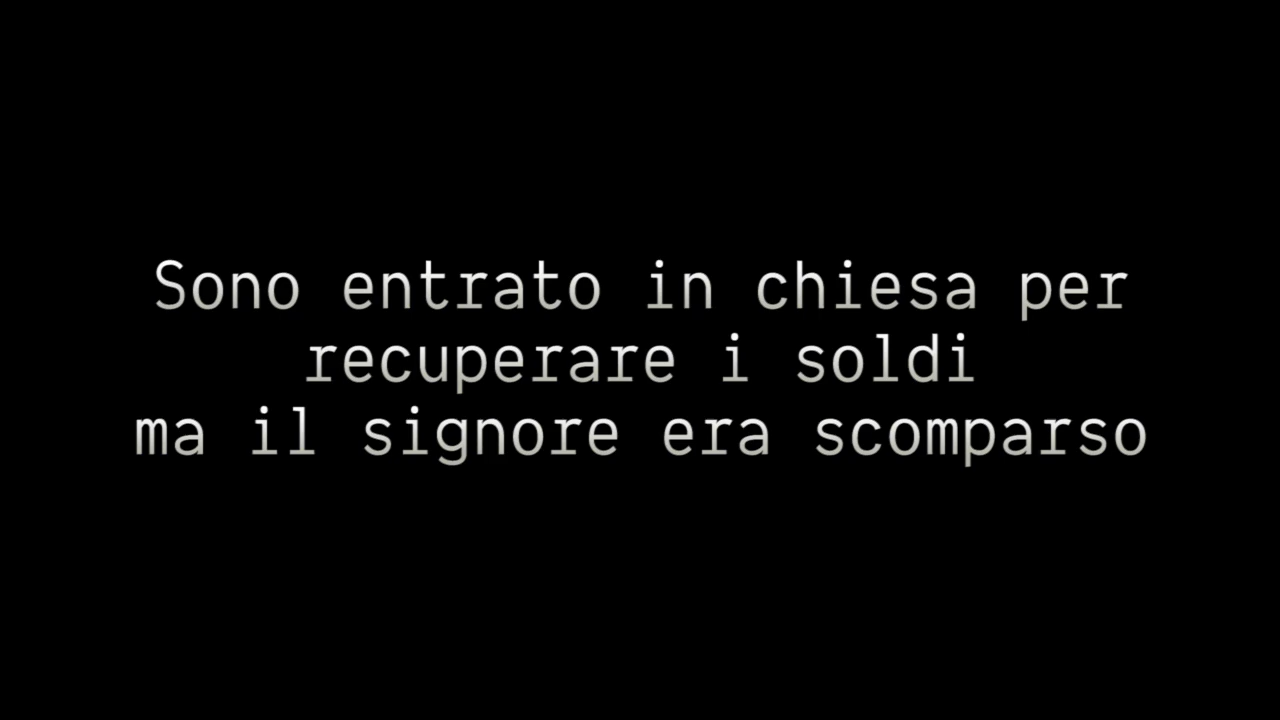 Sono entrato in chiesa per
recuperare i soldi
ma il signore era scomparso